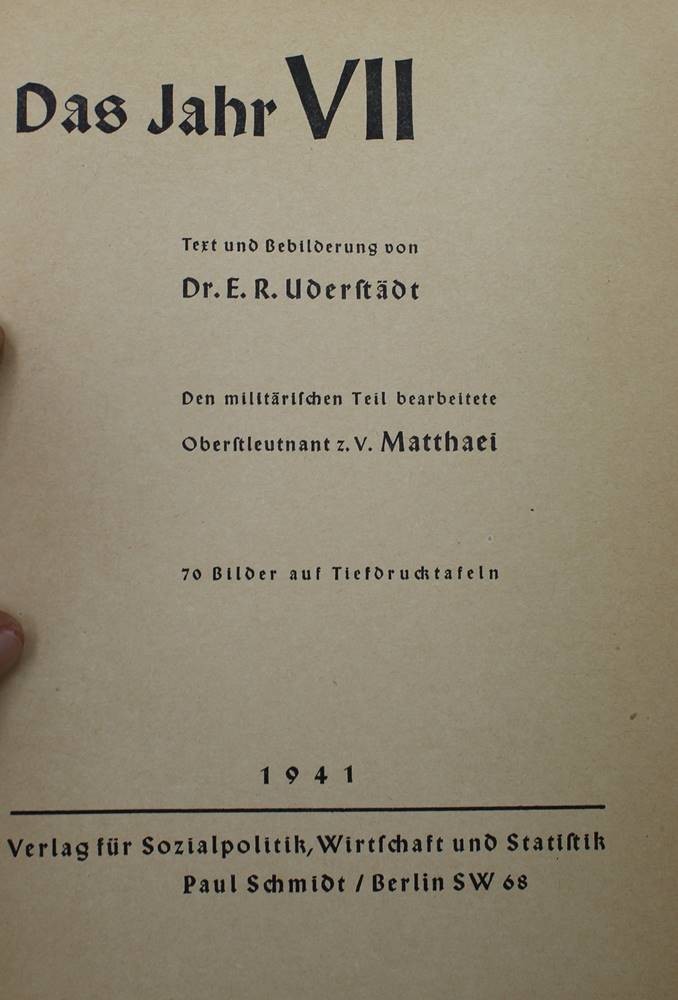 Das Jahr VII
Text und Bebilderung von
Dr. E. R. Uderſtädt
Den militäriſchen Teil bearbeitete
Oberſtleutnant z. V. Matthaei
70 Bilder auf Tiefdrucktafeln
1941
Verlag für Sozialpolitik, Wirtſchaft und Statiſtik
Paul Schmidt / Berlin SW 68